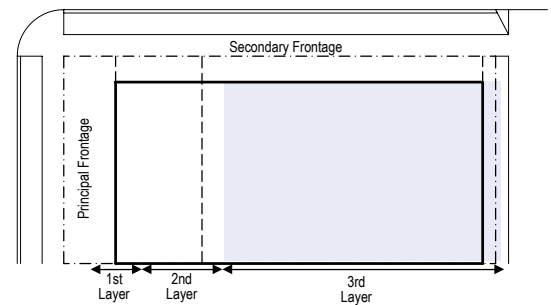 Secondary Frontage
Principal Frontage
1st
Layer
2nd
Layer
3rd
Layer